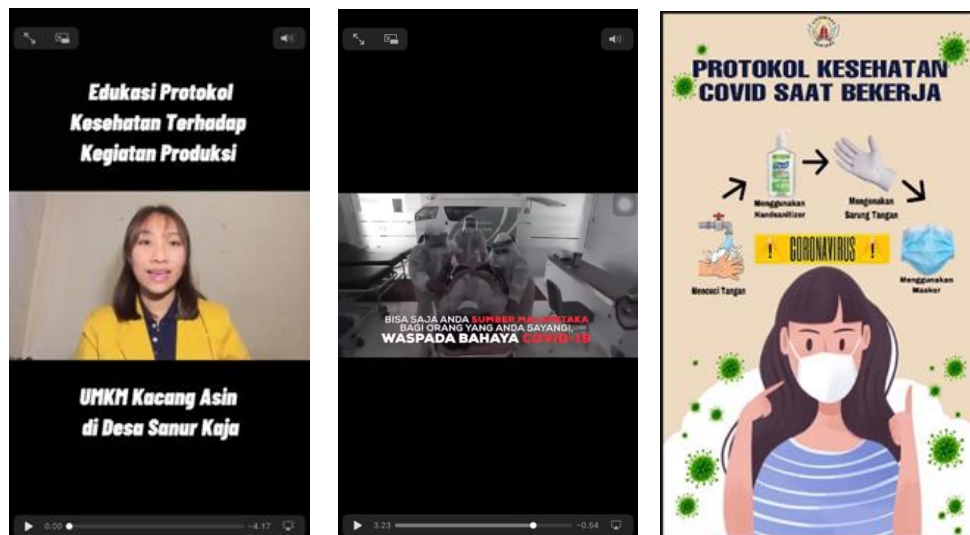 Edukasi Protokol
Kesehatan Terhadap
Kegiatan Produksi
UMKM Kacang Asin
di Desa Sanur Kaja
0.00
-4.17
BISA SAJA ANDA SUMBER MALAPETAKA
BAGI ORANG YANG ANDA SAYANGI,
WASPADA BAHAYA COVID-19
3.23
-0.54
PROTOKOL KESEHATAN
COVID SAAT BEKERJA
Menggunakan
Handsanitizer
Mengenakan
Sarung Tangan
CORONAVIRUS
Mencuci Tangan
Menggunakan
Masker